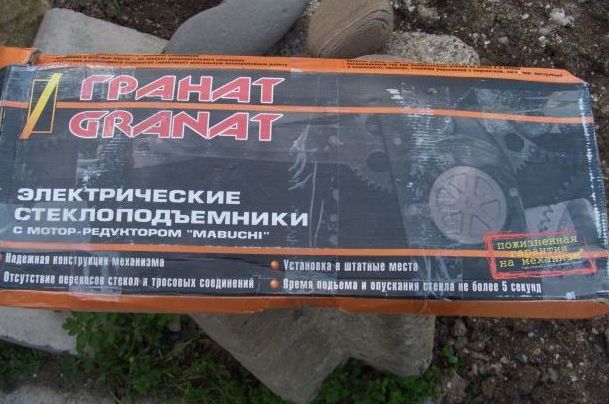 ГРАНАТ
GRANAT
ЭЛЕКТРИЧЕСКИЕ
СТЕКЛОПОДЪЕМНИКИ
С МОТОР-РЕДУКТОРОМ "MABUCHI"
пожизненная
гарантия
на механизм
Надежная конструкция механизма
Установка в штатные места
Отсутствие перекосов стекол и тросовых соединений
Время подъема и опускания стекла не более 5 секунд